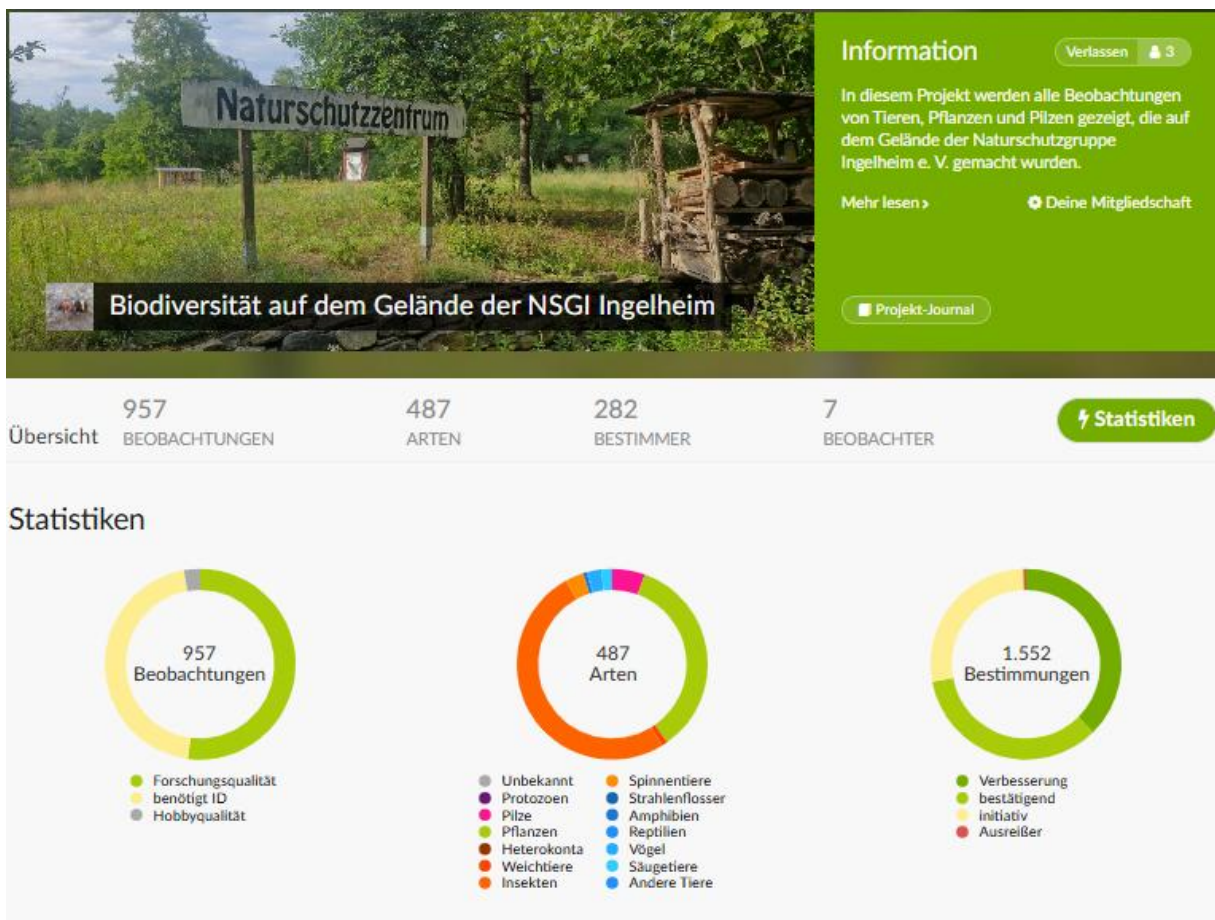 Naturschutzzentrum
Biodiversität auf dem Gelände der NSGI Ingelheim
Information
Verlassen 3
In diesem Projekt werden alle Beobachtungen
von Tieren, Pflanzen und Pilzen gezeigt, die auf
dem Gelände der Naturschutzgruppe
Ingelheim e. V. gemacht wurden.
Mehr lesen >
Deine Mitgliedschaft
Projekt-Journal
Übersicht
957
BEOBACHTUNGEN
487
ARTEN
282
BESTIMMER
7
BEOBACHTER
Statistiken
Statistiken
957
Beobachtungen
Forschungsqualität
benötigt ID
Hobbyqualität
487
Arten
Unbekannt
Protozoen
Pilze
Pflanzen
Heterokonta
Weichtiere
Insekten
Spinnentiere
Strahlenflosser
Amphibien
Reptilien
Vögel
Säugetiere
Andere Tiere
1.552
Bestimmungen
Verbesserung
bestätigend
initiativ
Ausreißer